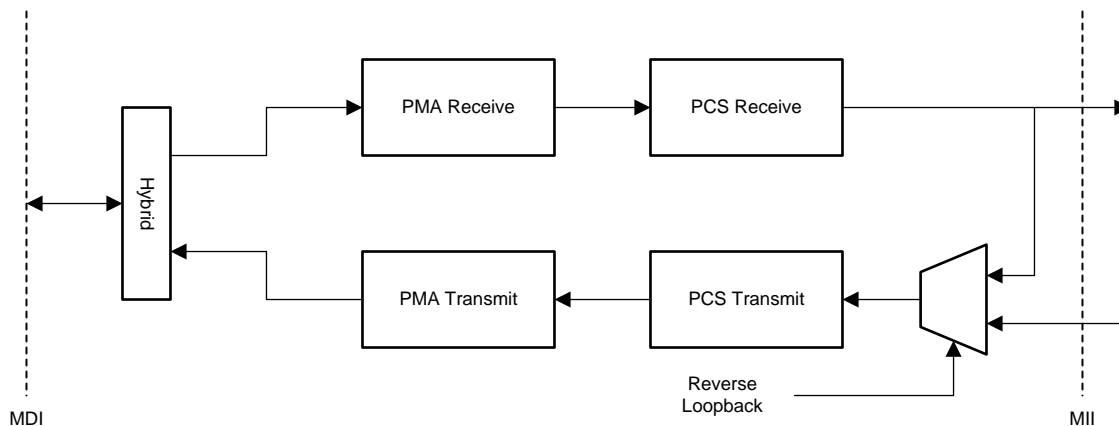 PMA Receive
PCS Receive
Hybrid
PMA Transmit
PCS Transmit
Reverse
Loopback
MDI
MII